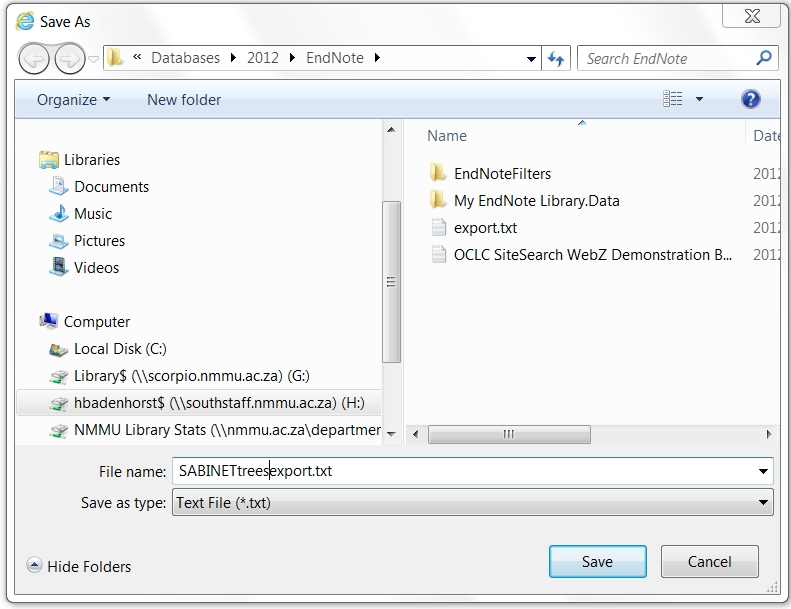 Save As
« Databases 2012 EndNote
Search EndNote
Organize New folder
Name Date
Libraries
Documents
Music
Pictures
Videos
Computer
Local Disk (C:)
Library$ (\\scorpio.nmmu.ac.za) (G:)
hbadenhorst$ (\\southstaff.nmmu.ac.za) (H:)
NMMU Library Stats (\\nmmu.ac.za\departmer
EndNoteFilters 2012
My EndNote Library.Data 2012
export.txt 2012
OCLC SiteSearch WebZ Demonstration B... 2012
File name: SABINETtreesexport.txt
Save as type: Text File (*.txt)
Hide Folders
Save Cancel